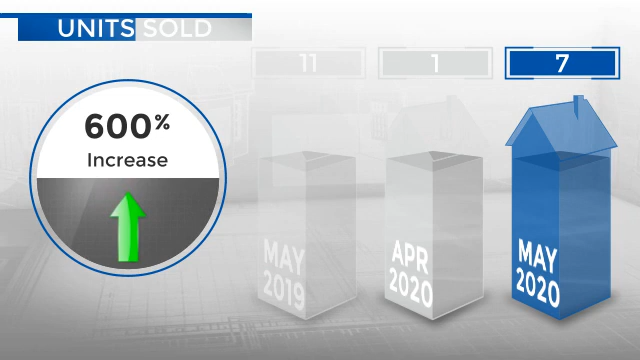 UNITS SOLD
11
1
7
600%
Increase
MAY
2019
APR
2020
MAY
2020